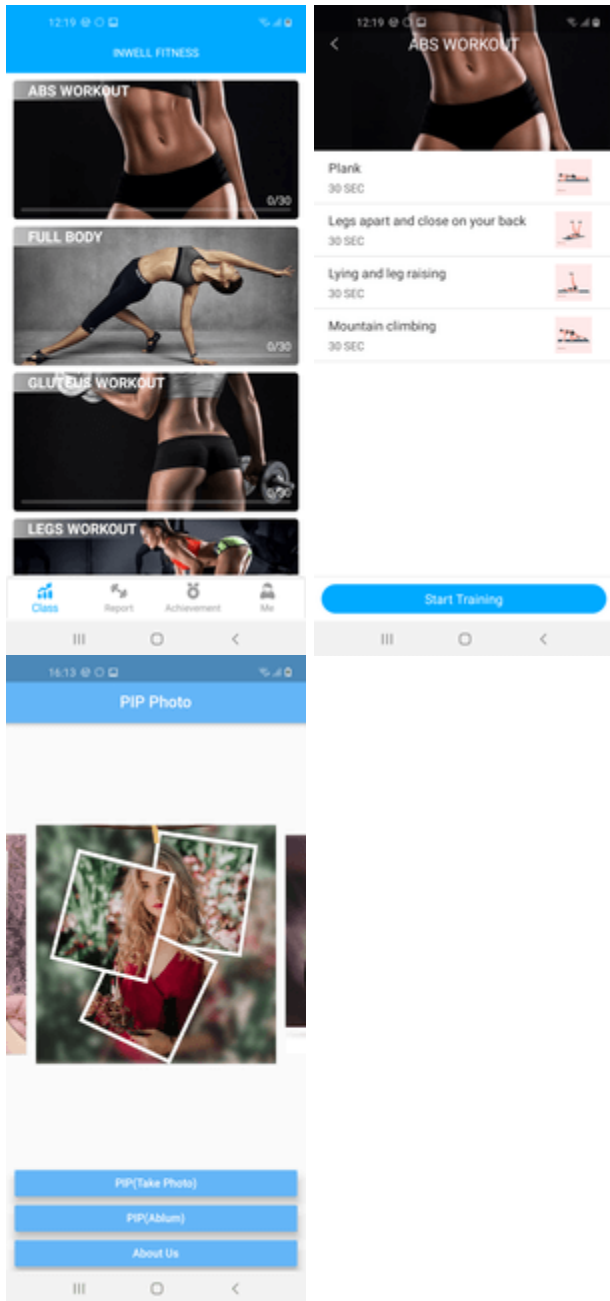 12:19
INWELL FITNESS
ABS WORKOUT
0/30
FULL BODY
0/30
GLUTEUS WORKOUT
0/30
LEGS WORKOUT
Class
Report
Achievement
Me
12:19
ABS WORKOUT
Plank
30 SEC
Legs apart and close on your back
30 SEC
Lying and leg raising
30 SEC
Mountain climbing
30 SEC
Start Training
16:13
PIP Photo
PIP(Take Photo)
PIP(Ablum)
About Us